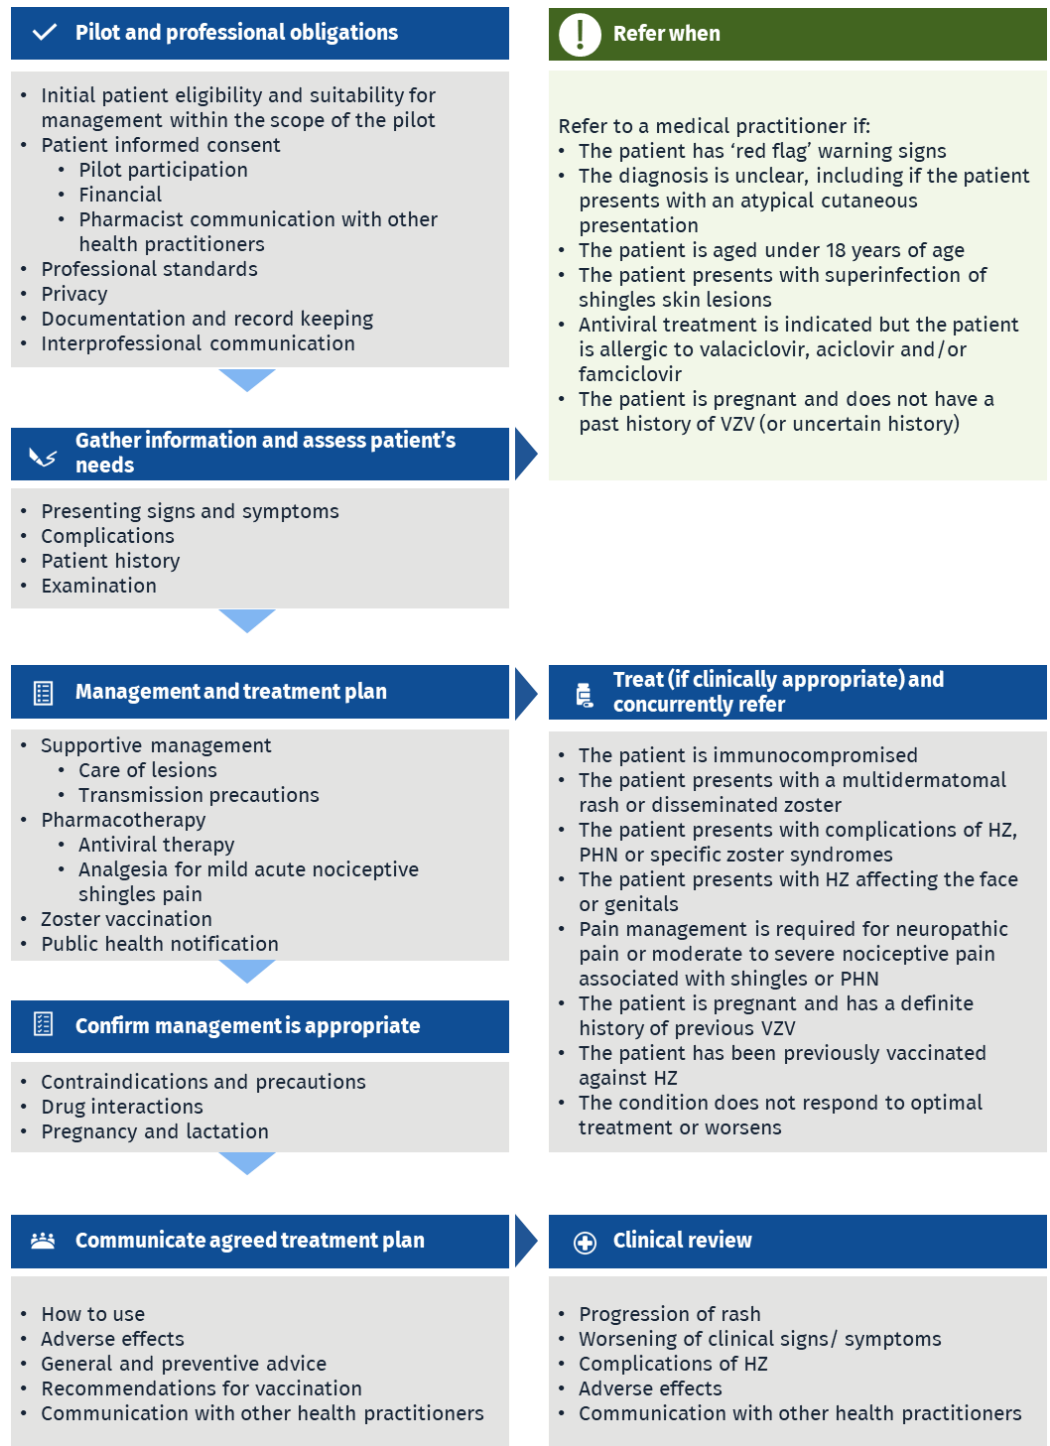 Pilot and professional obligations
• Initial patient eligibility and suitability for
management within the scope of the pilot
• Patient informed consent
• Pilot participation
• Financial
• Pharmacist communication with other
health practitioners
• Professional standards
• Privacy
• Documentation and record keeping
• Interprofessional communication
Refer when
Refer to a medical practitioner if:
• The patient has ‘red flag’ warning signs
• The diagnosis is unclear, including if the patient
presents with an atypical cutaneous
presentation
• The patient is aged under 18 years of age
• The patient presents with superinfection of
shingles skin lesions
• Antiviral treatment is indicated but the patient
is allergic to valaciclovir, aciclovir and/or
famciclovir
• The patient is pregnant and does not have a
past history of VZV (or uncertain history)
Gather information and assess patient’s
needs
• Presenting signs and symptoms
• Complications
• Patient history
• Examination
Management and treatment plan
• Supportive management
• Care of lesions
• Transmission precautions
• Pharmacotherapy
• Antiviral therapy
• Analgesia for mild acute nociceptive
shingles pain
• Zoster vaccination
• Public health notification
Treat (if clinically appropriate) and
concurrently refer
• The patient is immunocompromised
• The patient presents with a multidermatomal
rash or disseminated zoster
• The patient presents with complications of HZ,
PHN or specific zoster syndromes
• The patient presents with HZ affecting the face
or genitals
• Pain management is required for neuropathic
pain or moderate to severe nociceptive pain
associated with shingles or PHN
• The patient is pregnant and has a definite
history of previous VZV
• The patient has been previously vaccinated
against HZ
• The condition does not respond to optimal
treatment or worsens
Confirm management is appropriate
• Contraindications and precautions
• Drug interactions
• Pregnancy and lactation
Communicate agreed treatment plan
• How to use
• Adverse effects
• General and preventive advice
• Recommendations for vaccination
• Communication with other health practitioners
Clinical review
• Progression of rash
• Worsening of clinical signs/ symptoms
• Complications of HZ
• Adverse effects
• Communication with other health practitioners